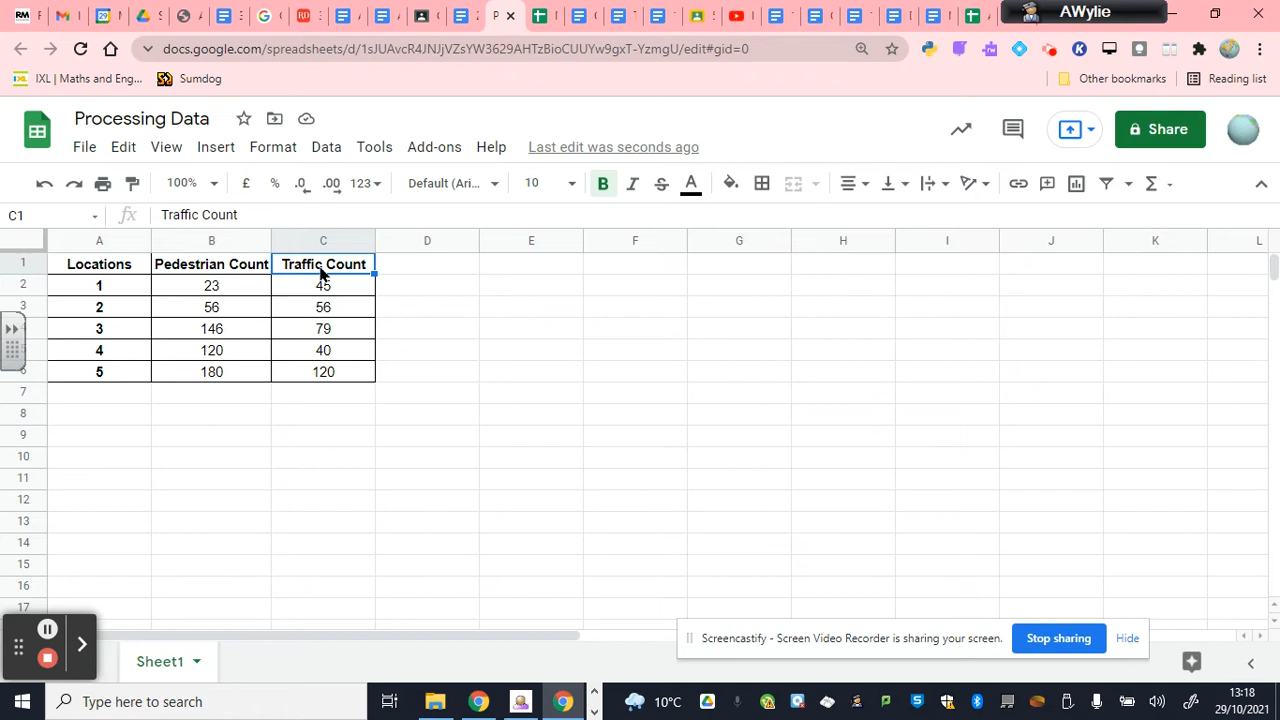 AWylie
docs.google.com/spreadsheets/d/1sJUAvcR4JNJjVZsYW3629AHTzBioCUUYw9gxT-YzmgU/edit#gid=0
IXL | Maths and Eng... Sumdog Other bookmarks Reading list
Processing Data
File Edit View Insert Format Data Tools Add-ons Help Last edit was seconds ago
Share
100% £ % .0 .00 123 Default (Ari... 10 B I S A Σ
C1 fx Traffic Count
A B C D E F G H I J K L
1 Locations Pedestrian Count Traffic Count
2 1 23 45
3 2 56 56
3 146 79
4 120 40
6 5 180 120
7
8
9
10
11
12
13
14
15
16
17
Screencastify - Screen Video Recorder is sharing your screen. Stop sharing Hide
Sheet1
Type here to search
10°C
13:18
29/10/2021